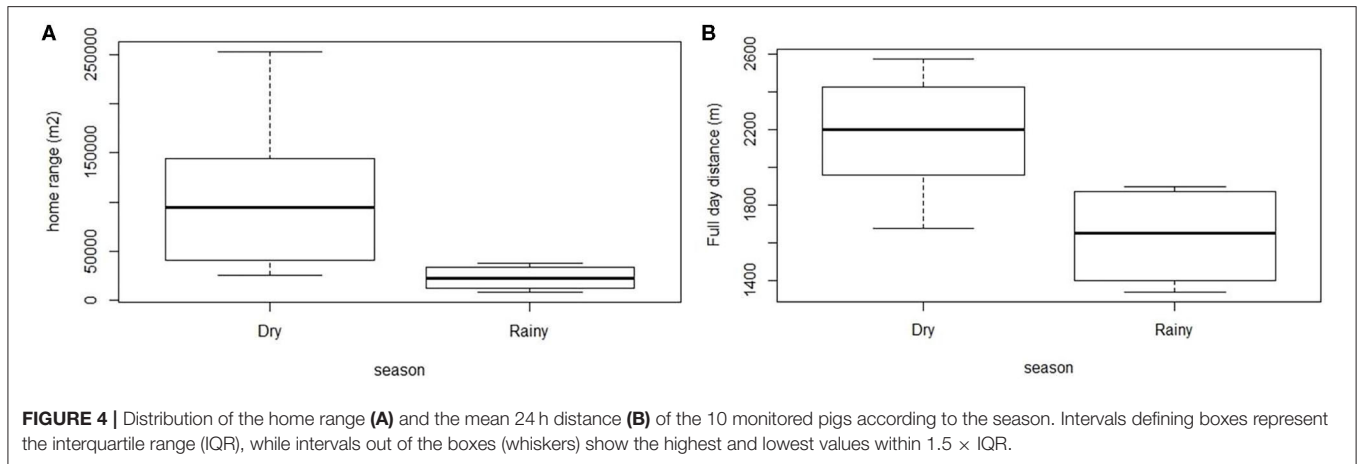 A
250000
150000
50000
0
home range (m2)
Dry
Rainy
season
B
2600
2200
1800
1400
Full day distance (m)
Dry
Rainy
season
FIGURE 4 | Distribution of the home range (A) and the mean 24 h distance (B) of the 10 monitored pigs according to the season. Intervals defining boxes represent
the interquartile range (IQR), while intervals out of the boxes (whiskers) show the highest and lowest values within 1.5 × IQR.